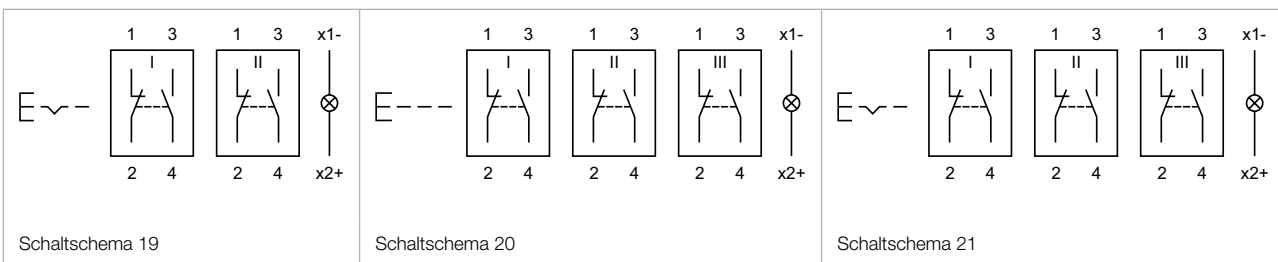 1 3 1 3 x1- 1 3 1 3 1 3 x1- 1 3 1 3 1 3 x1-
I II I II III I II III
2 4 2 4 x2+ 2 4 2 4 2 4 x2+ 2 4 2 4 2 4 x2+
Schaltschema 19 Schaltschema 20 Schaltschema 21